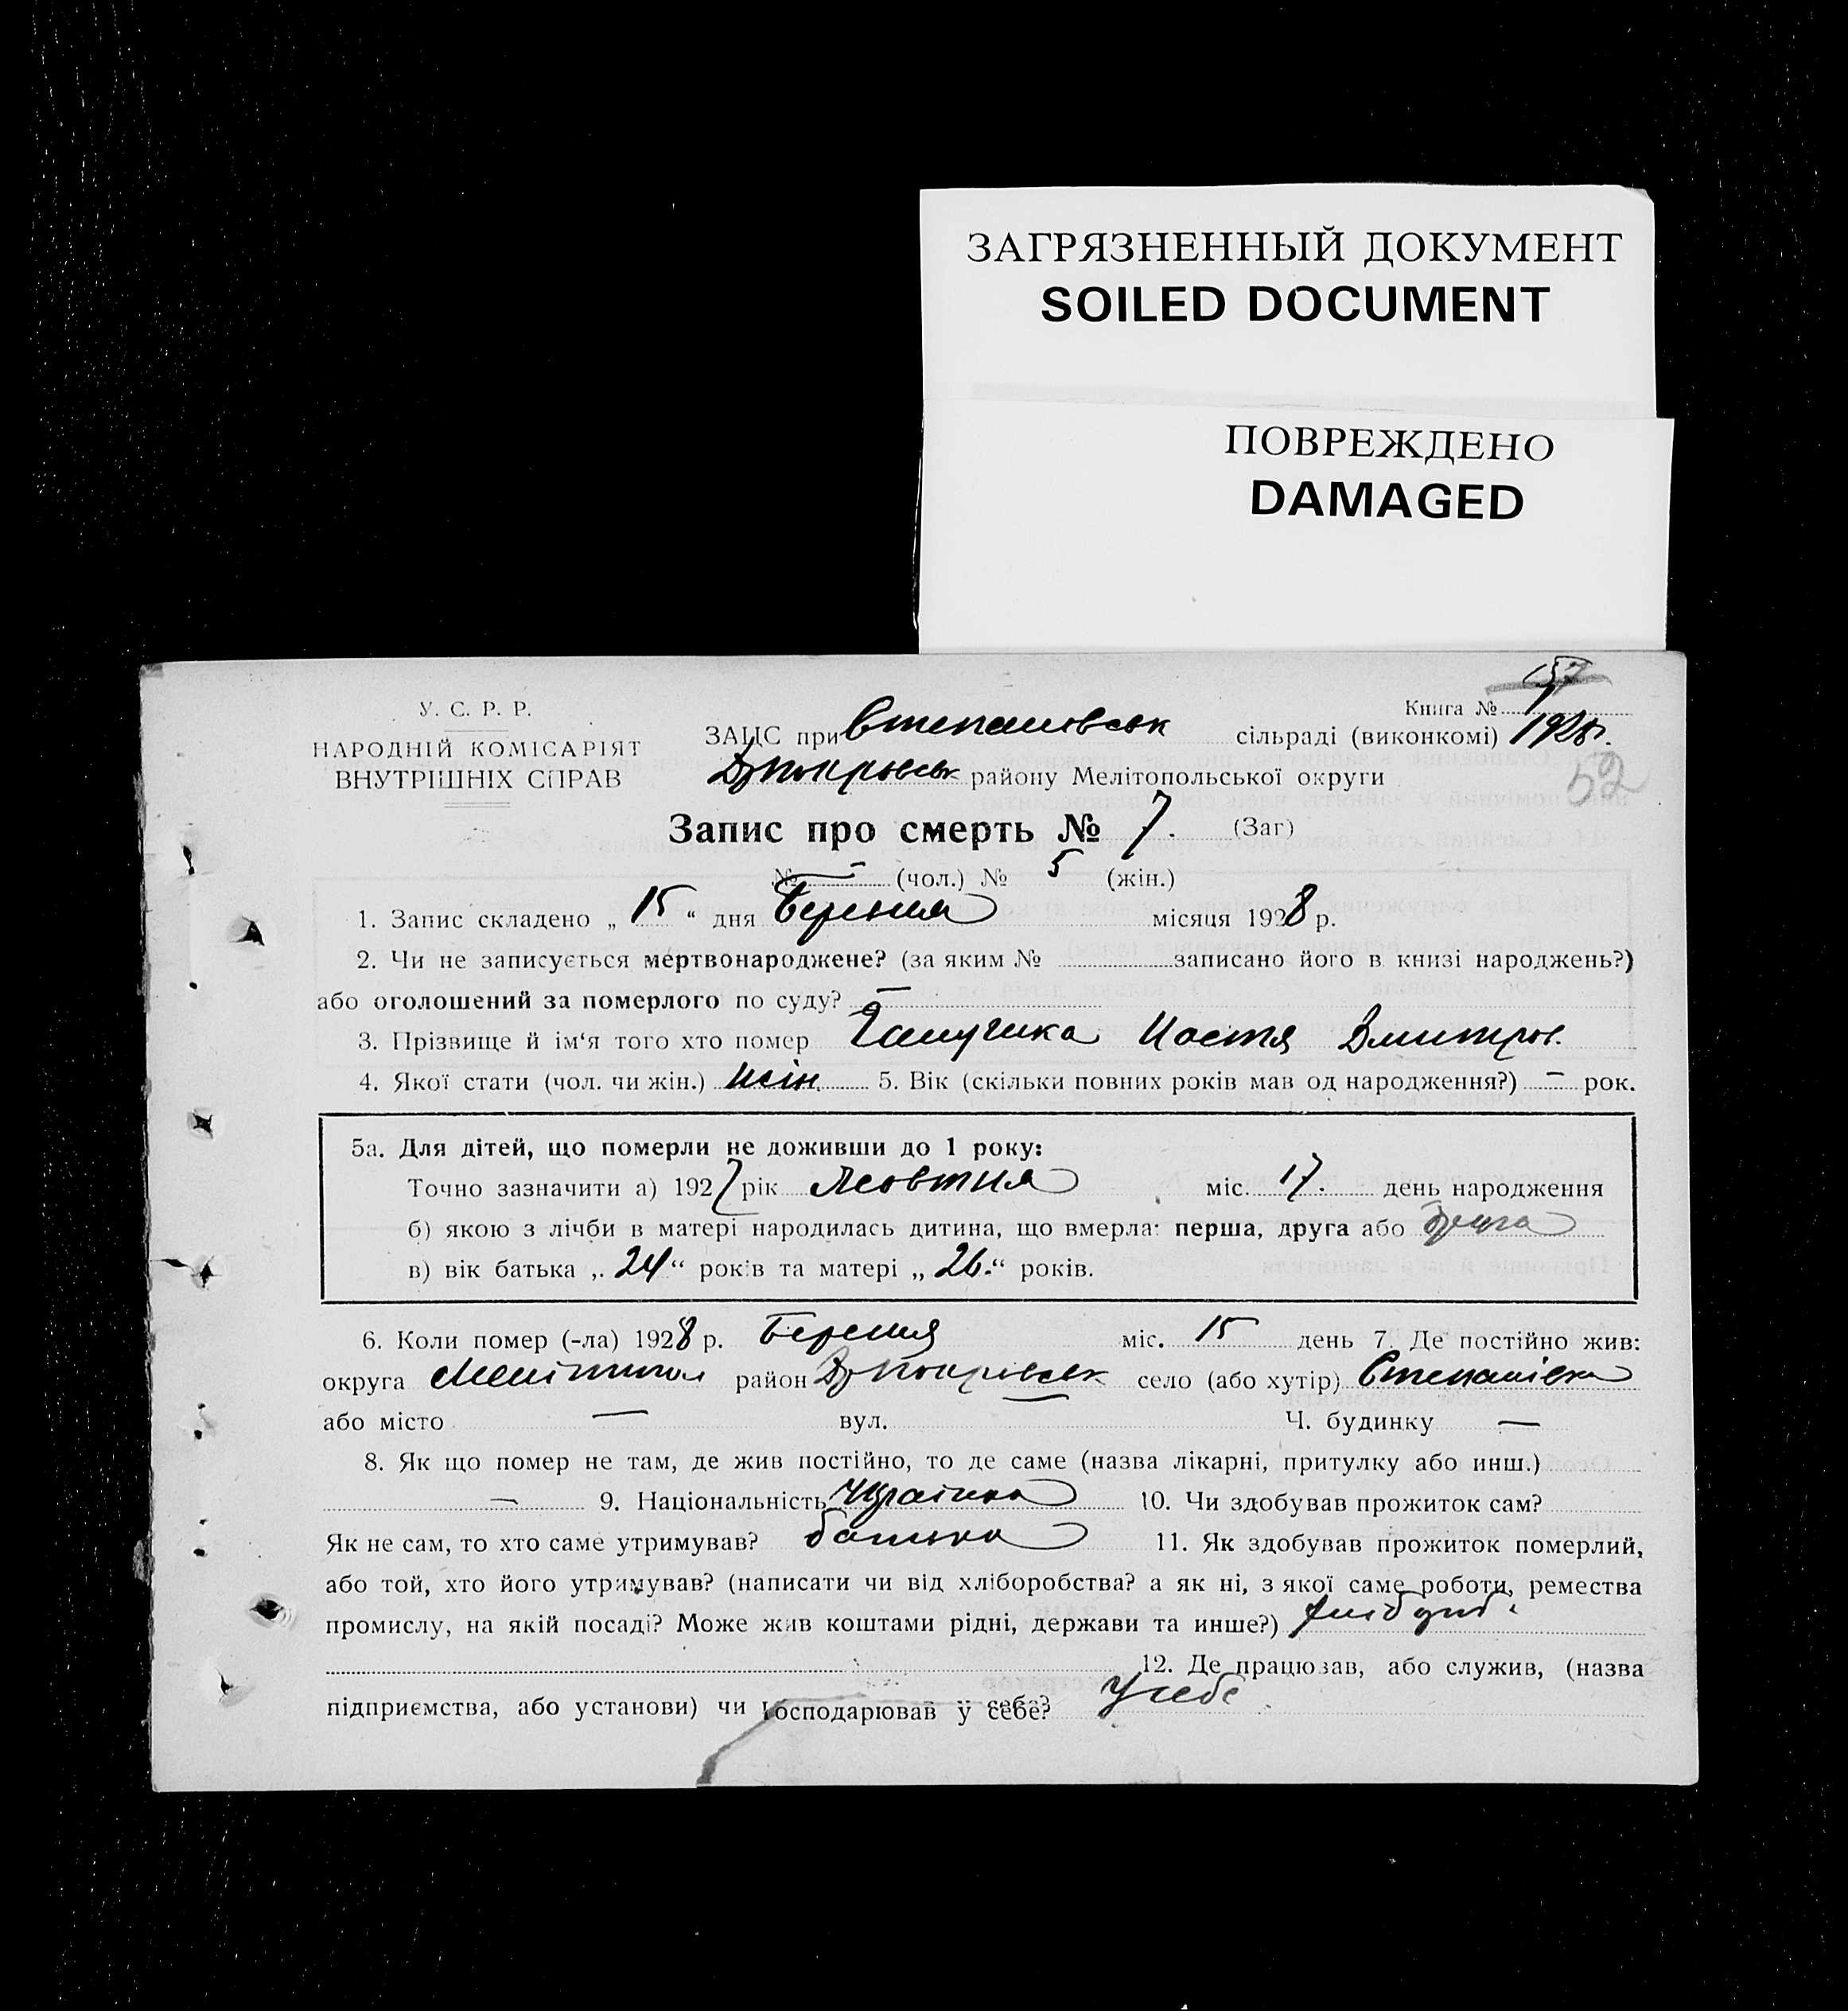 ЗАГРЯЗНЕННЫЙ ДОКУМЕНТ
SOILED DOCUMENT
ПОВРЕЖДЕНО
DAMAGED
У. С. Р. Р.
НАРОДНІЙ КОМІСАРІЯТ
ВНУТРІШНІХ СПРАВ
Книга №
ЗАЦС при Степанівськ сільраді (виконкомі) 1928 г.
покровськ району Мелітопольської округи
52
Запис про смерть № 7. (Заг)
№ – (чол.) № 5 (жін.)
1. Запис складено „ 15 “ дня Березня місяця 1928 р.
2. Чи не записується мертвонароджене? (за яким № записано його в книзі народжень?)
або оголошений за померлого по суду? –
3. Прізвище й ім‘я того хто помер Настя Дмитров.
4. Якої стати (чол. чи жін.) жін. 5. Вік (скільки повних років мав од народження?) – рок.
5а. Для дітей, що померли не доживши до 1 року:
Точно зазначити а) 1927 рік Жовтня міс. 17. день народження
б) якою з лічби в матері народилась дитина, що вмерла: перша, друга або друга
в) вік батька „ 24 “ років та матері „ 26. “ років.
6. Коли помер (-ла) 1928 р. Березня міс. 15 день 7. Де постійно жив:
округа Мелітопол район покровськ село (або хутір) Степанівка
або місто — вул. — Ч. будинку —
8. Як що помер не там, де жив постійно, то де саме (назва лікарні, притулку або инш.)
— 9. Національність Україна 10. Чи здобував прожиток сам?
Як не сам, то хто саме утримував? батько 11. Як здобував прожиток померлий,
або той, хто його утримував? (написати чи від хліборобства? а як ні, з якої саме роботи, ремества
промислу, на якій посаді? Може жив коштами рідні, держави та инше?)
12. Де працював, або служив, (назва
підприємства, або установи) чи господарював у себе? У себе